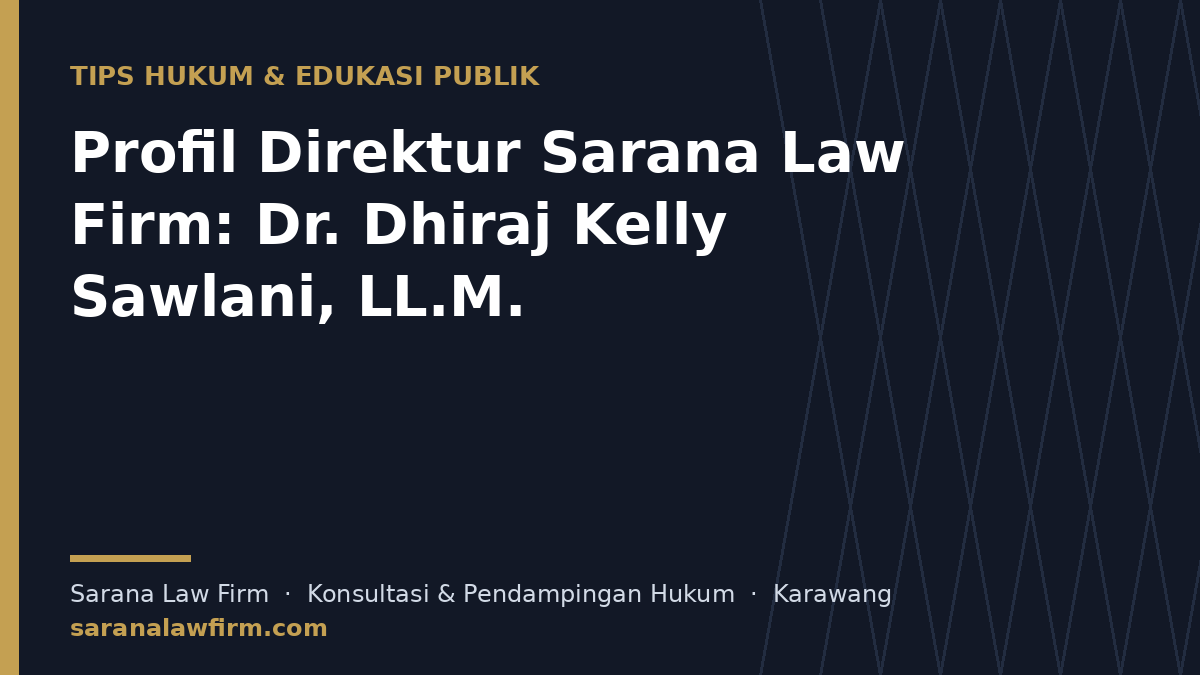 TIPS HUKUM & EDUKASI PUBLIK
Profil Direktur Sarana Law
Firm: Dr. Dhiraj Kelly
Sawlani, LL.M.
Sarana Law Firm · Konsultasi & Pendampingan Hukum · Karawang
saranalawfirm.com